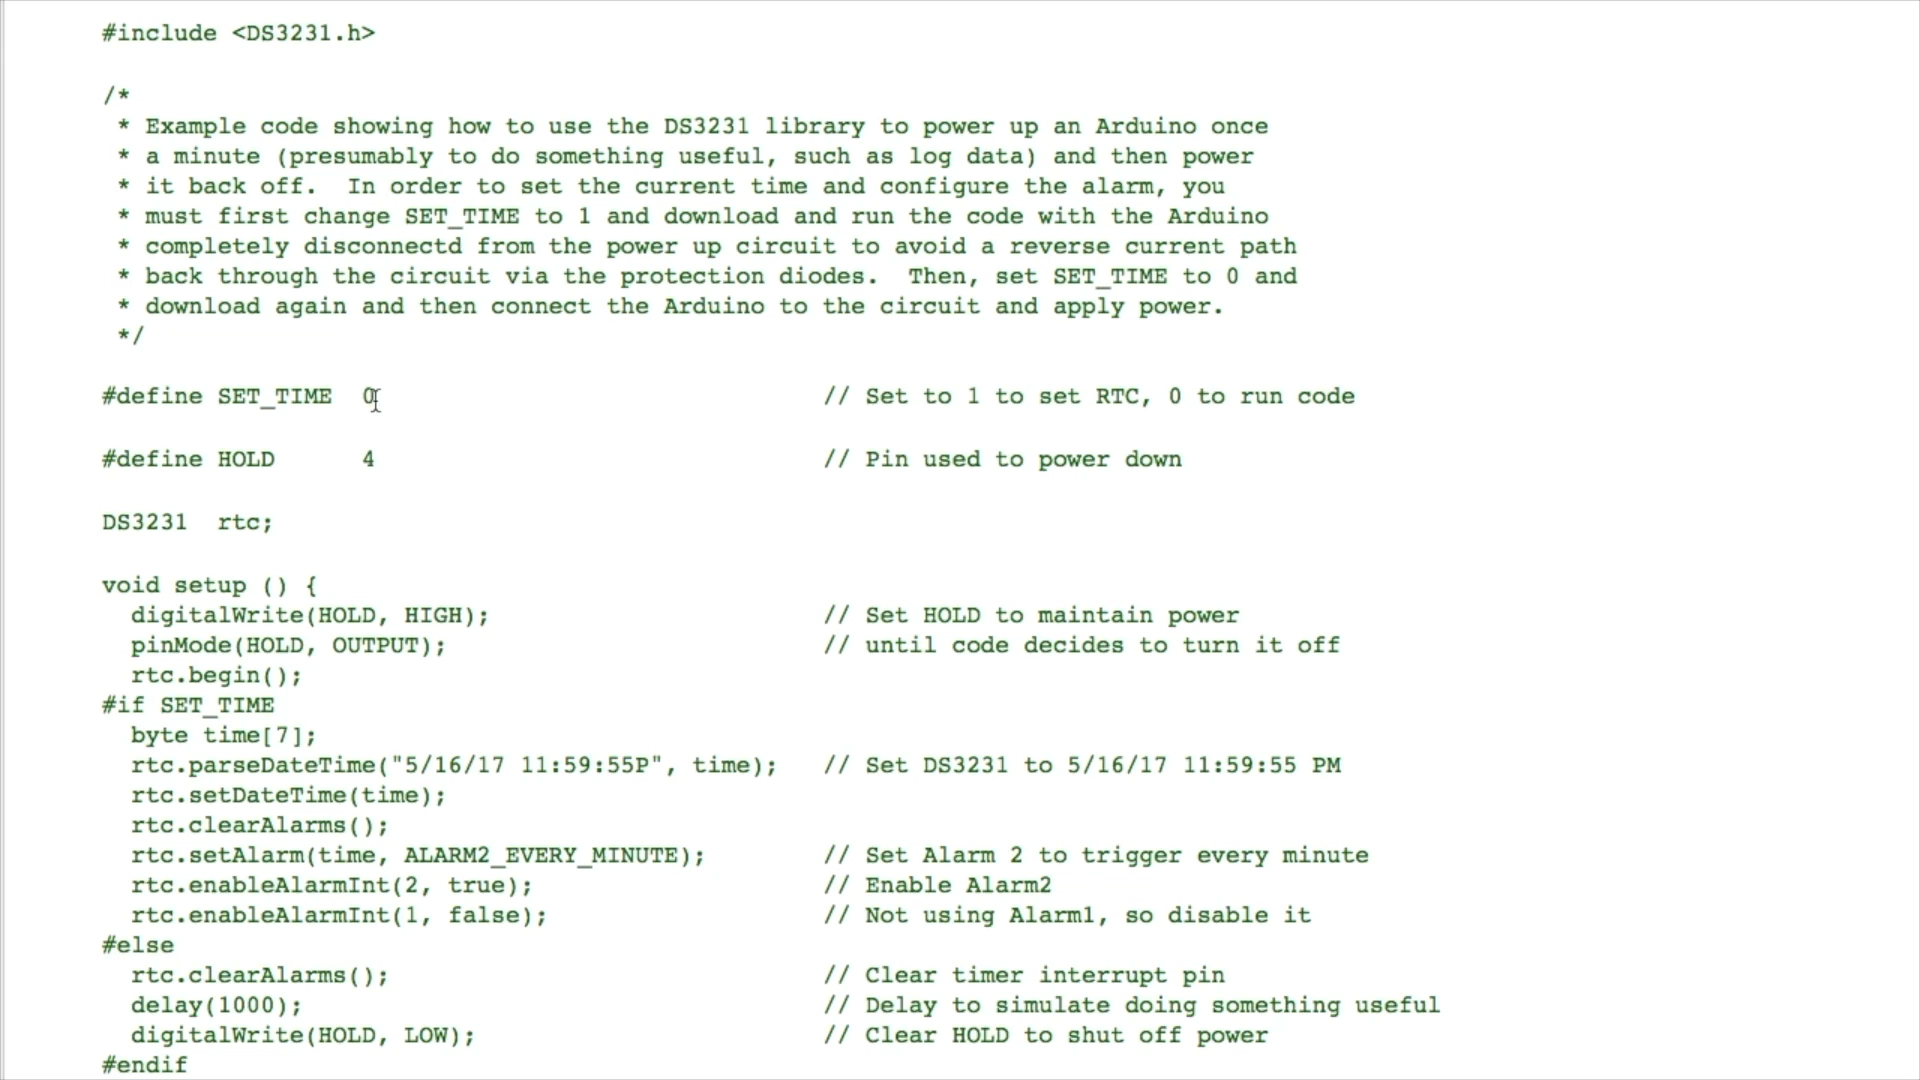 #include <DS3231.h>
/*
* Example code showing how to use the DS3231 library to power up an Arduino once
* a minute (presumably to do something useful, such as log data) and then power
* it back off.  In order to set the current time and configure the alarm, you
* must first change SET_TIME to 1 and download and run the code with the Arduino
* completely disconnectd from the power up circuit to avoid a reverse current path
* back through the circuit via the protection diodes.  Then, set SET_TIME to 0 and
* download again and then connect the Arduino to the circuit and apply power.
*/
#define SET_TIME  0 // Set to 1 to set RTC, 0 to run code
#define HOLD      4 // Pin used to power down
DS3231  rtc;
void setup () {
digitalWrite(HOLD, HIGH); // Set HOLD to maintain power
pinMode(HOLD, OUTPUT); // until code decides to turn it off
rtc.begin();
#if SET_TIME
byte time[7];
rtc.parseDateTime("5/16/17 11:59:55P", time); // Set DS3231 to 5/16/17 11:59:55 PM
rtc.setDateTime(time);
rtc.clearAlarms();
rtc.setAlarm(time, ALARM2_EVERY_MINUTE); // Set Alarm 2 to trigger every minute
rtc.enableAlarmInt(2, true); // Enable Alarm2
rtc.enableAlarmInt(1, false); // Not using Alarm1, so disable it
#else
rtc.clearAlarms(); // Clear timer interrupt pin
delay(1000); // Delay to simulate doing something useful
digitalWrite(HOLD, LOW); // Clear HOLD to shut off power
#endif